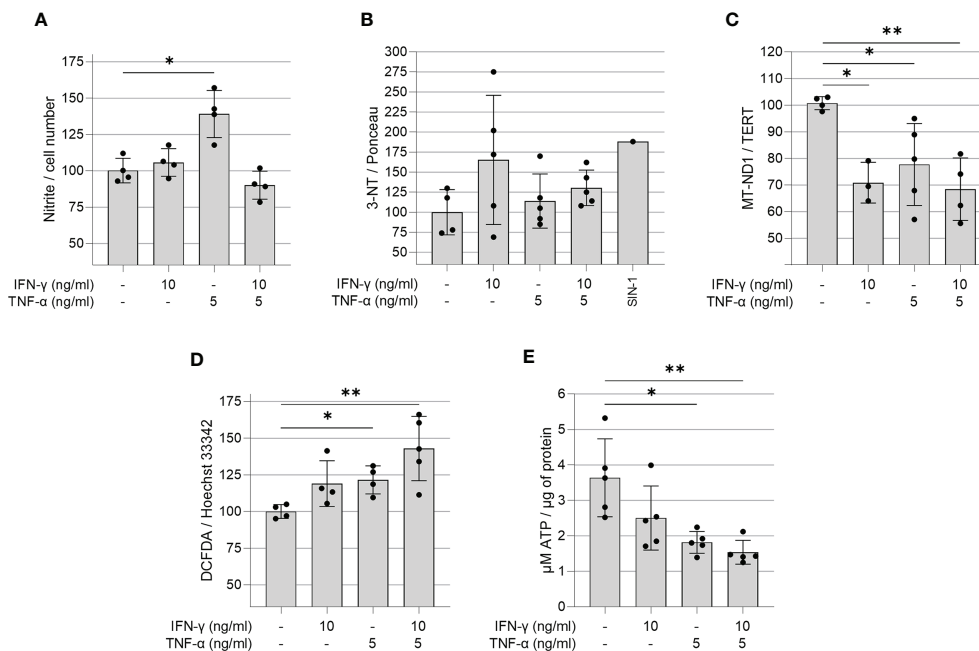 A
Nitrite / cell number
175
150
125
100
75
50
*
IFN-γ (ng/ml) - 10 - 10
TNF-α (ng/ml) - - 5 5
B
3-NT / Ponceau
300
275
250
225
200
175
150
125
100
75
50
IFN-γ (ng/ml) - 10 - 10
TNF-α (ng/ml) - - 5 5
SIN-1
C
MT-ND1 / TERT
120
110
100
90
80
70
60
50
40
**
*
*
IFN-γ (ng/ml) - 10 - 10
TNF-α (ng/ml) - - 5 5
D
DCFDA / Hoechst 33342
175
150
125
100
75
50
**
*
IFN-γ (ng/ml) - 10 - 10
TNF-α (ng/ml) - - 5 5
E
µM ATP / µg of protein
6
5
4
3
2
1
0
**
*
IFN-γ (ng/ml) - 10 - 10
TNF-α (ng/ml) - - 5 5